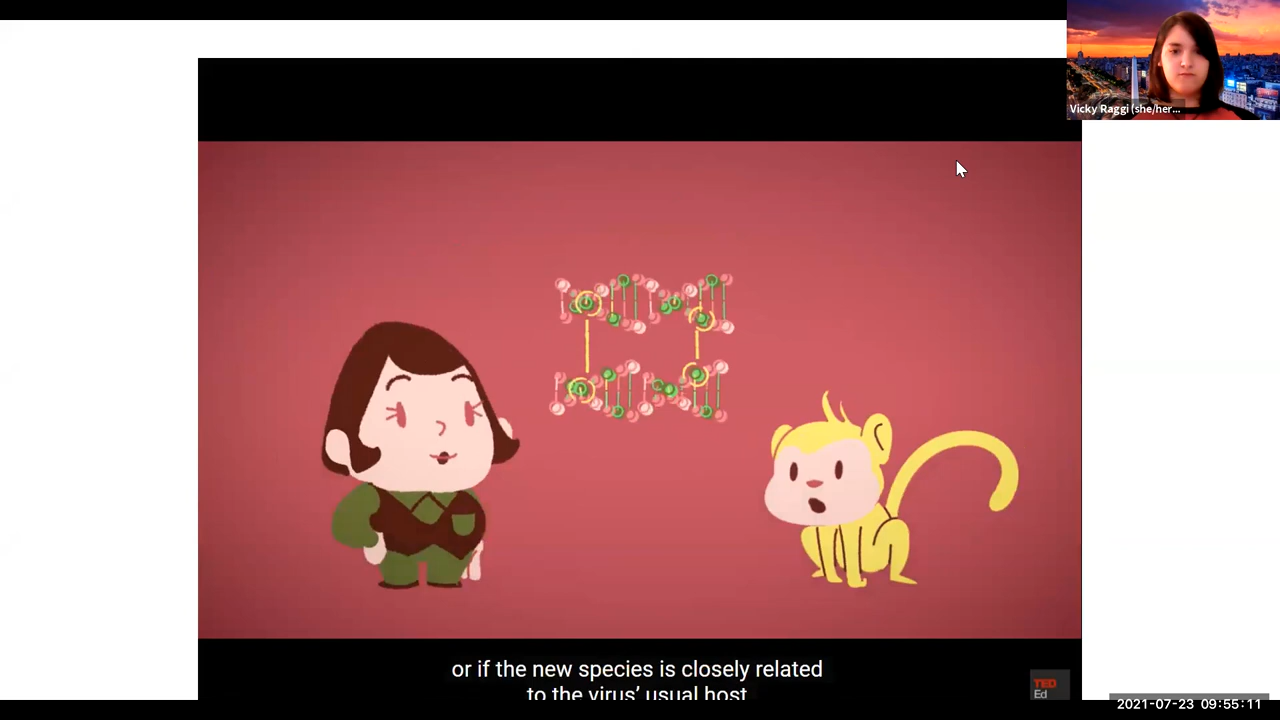 Vicky Raggi (she/her...
or if the new species is closely related
to the virus’ usual host
TED
Ed
2021-07-23 09:55:11